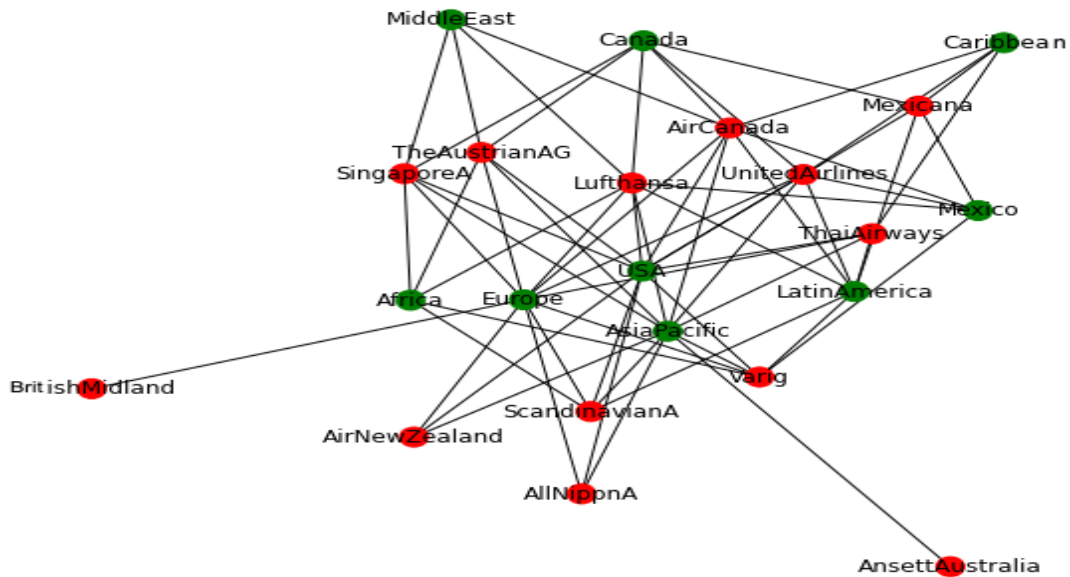 MiddleEast
Canada
Caribbean
Mexicana
AirCanada
TheAustrianAG
SingaporeA
Lufthansa
UnitedAirlines
Mexico
ThaiAirways
USA
LatinAmerica
Africa
Europe
AsiaPacific
Varig
BritishMidland
ScandinavianA
AirNewZealand
AllNippnA
AnsettAustralia